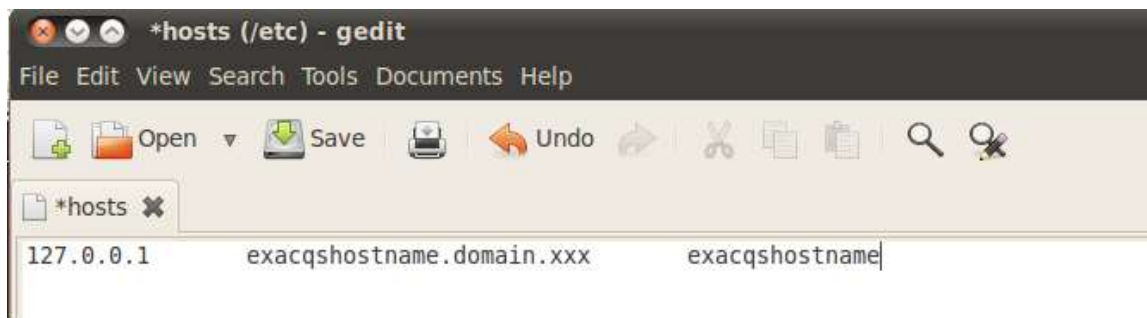 *hosts (/etc) - gedit
File Edit View Search Tools Documents Help
Open Save Undo
*hosts
127.0.0.1 exacqshostname.domain.xxx exacqshostname